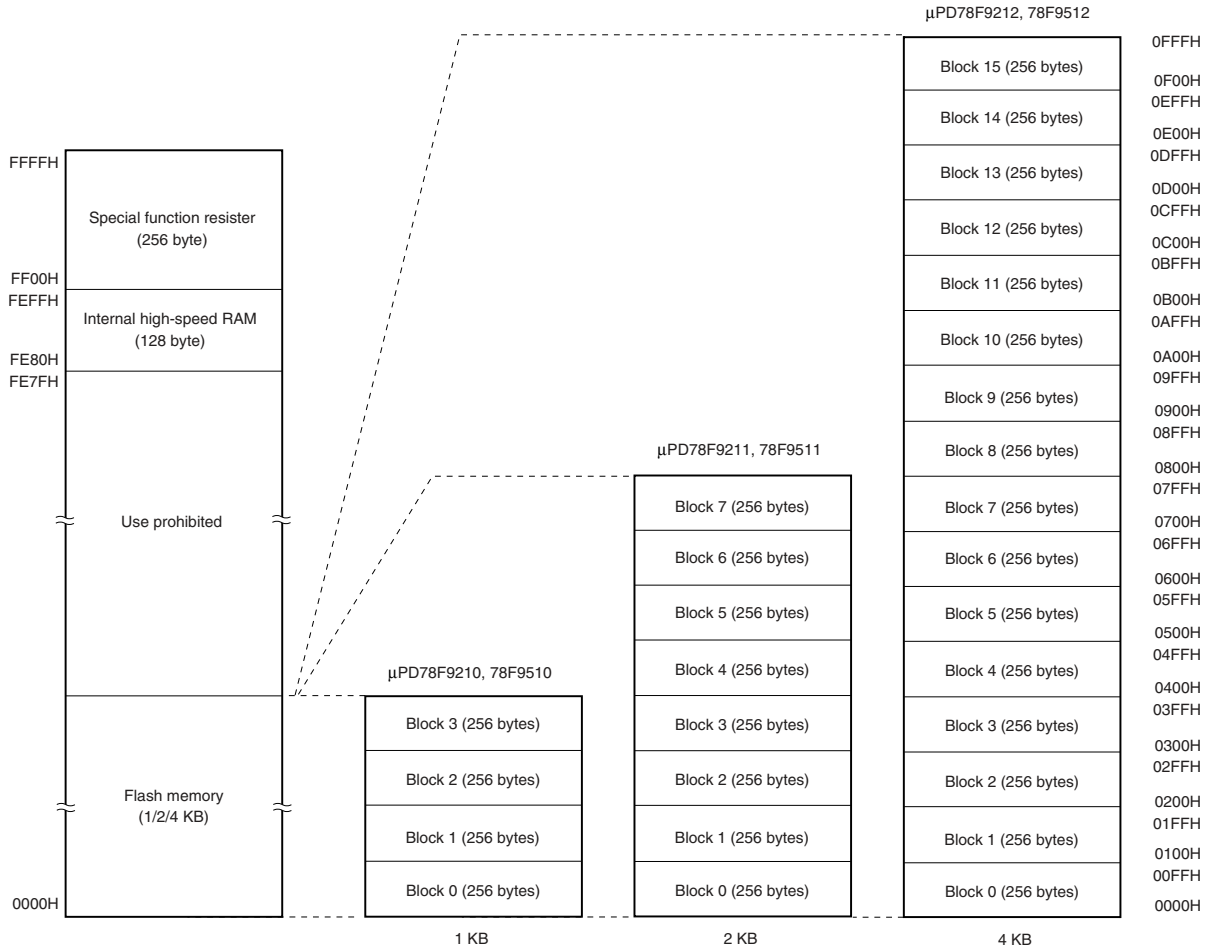 FFFFH
Special function resister
(256 byte)
FF00H
FEFFH
Internal high-speed RAM
(128 byte)
FE80H
FE7FH
Use prohibited
Flash memory
(1/2/4 KB)
0000H
μPD78F9210, 78F9510
Block 3 (256 bytes)
Block 2 (256 bytes)
Block 1 (256 bytes)
Block 0 (256 bytes)
1 KB
μPD78F9211, 78F9511
Block 7 (256 bytes)
Block 6 (256 bytes)
Block 5 (256 bytes)
Block 4 (256 bytes)
Block 3 (256 bytes)
Block 2 (256 bytes)
Block 1 (256 bytes)
Block 0 (256 bytes)
2 KB
μPD78F9212, 78F9512
Block 15 (256 bytes)
Block 14 (256 bytes)
Block 13 (256 bytes)
Block 12 (256 bytes)
Block 11 (256 bytes)
Block 10 (256 bytes)
Block 9 (256 bytes)
Block 8 (256 bytes)
Block 7 (256 bytes)
Block 6 (256 bytes)
Block 5 (256 bytes)
Block 4 (256 bytes)
Block 3 (256 bytes)
Block 2 (256 bytes)
Block 1 (256 bytes)
Block 0 (256 bytes)
4 KB
0FFFH
0F00H
0EFFH
0E00H
0DFFH
0D00H
0CFFH
0C00H
0BFFH
0B00H
0AFFH
0A00H
09FFH
0900H
08FFH
0800H
07FFH
0700H
06FFH
0600H
05FFH
0500H
04FFH
0400H
03FFH
0300H
02FFH
0200H
01FFH
0100H
00FFH
0000H